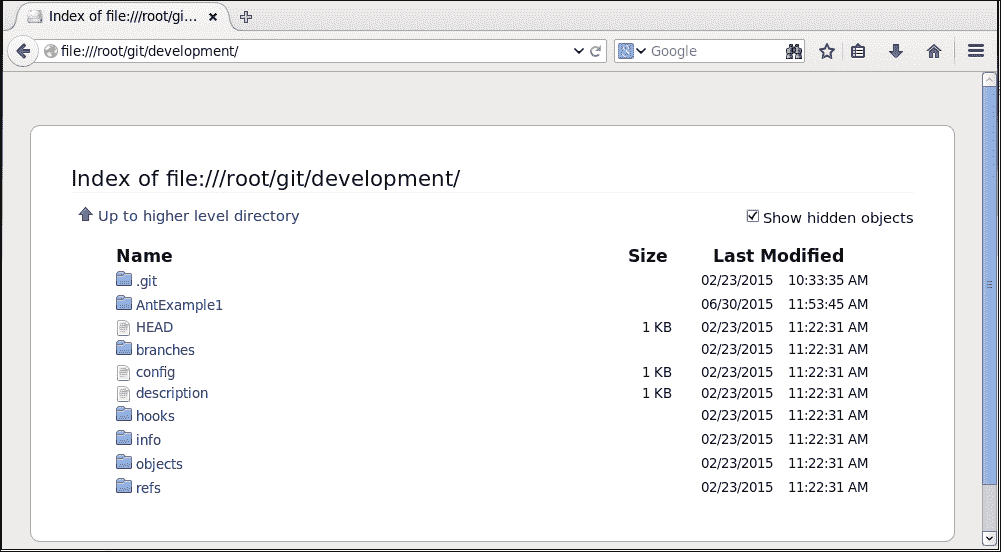 Index of file:///root/gi...
file:///root/git/development/ Google
Index of file:///root/git/development/
Up to higher level directory Show hidden objects
Name Size Last Modified
.git 02/23/2015 10:33:35 AM
AntExample1 06/30/2015 11:53:45 AM
HEAD 1 KB 02/23/2015 11:22:31 AM
branches 02/23/2015 11:22:31 AM
config 1 KB 02/23/2015 11:22:31 AM
description 1 KB 02/23/2015 11:22:31 AM
hooks 02/23/2015 11:22:31 AM
info 02/23/2015 11:22:31 AM
objects 02/23/2015 11:22:31 AM
refs 02/23/2015 11:22:31 AM